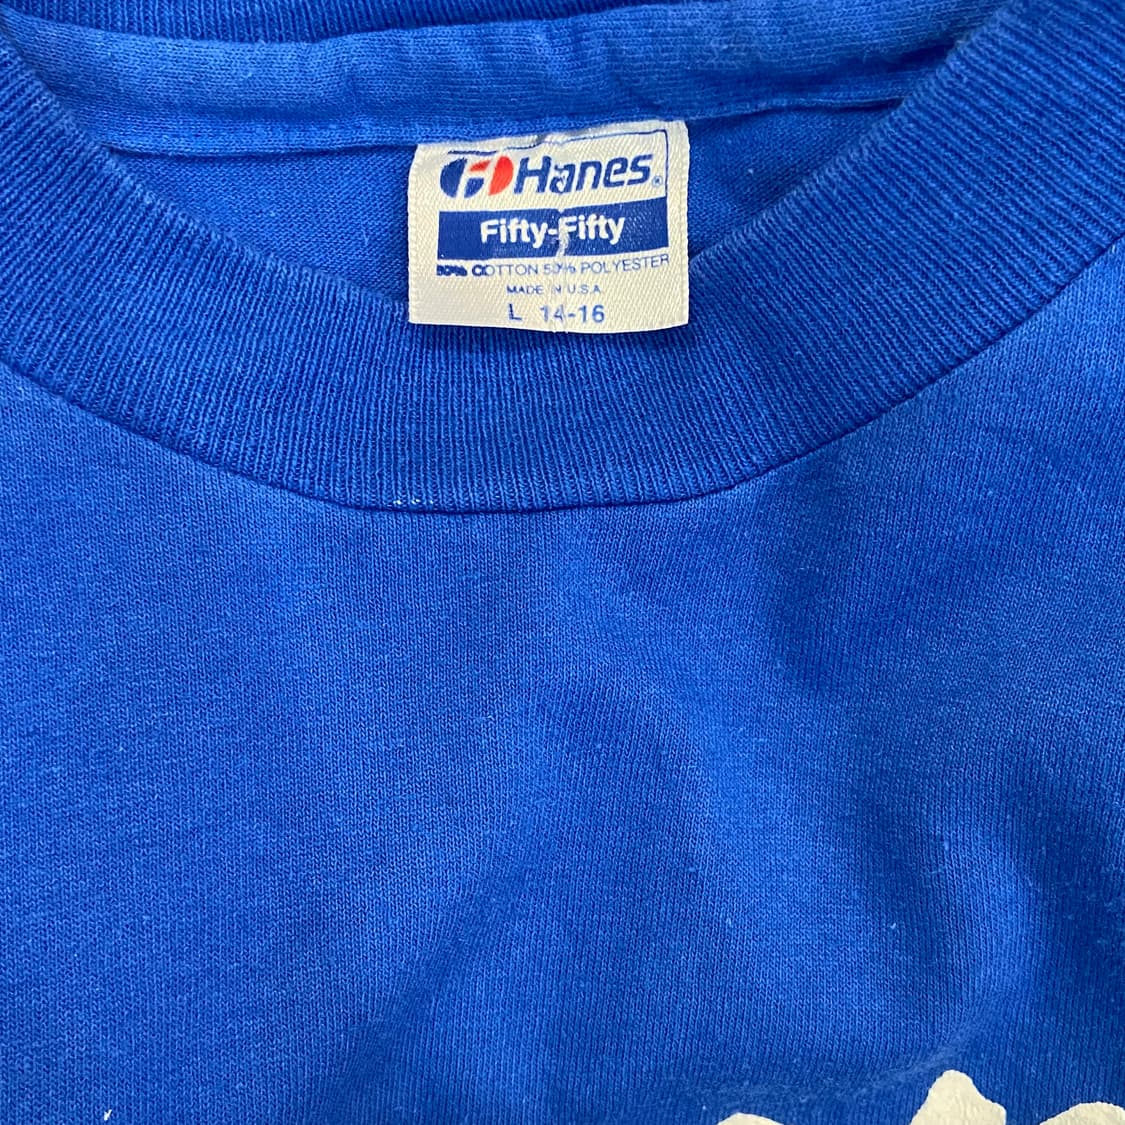 Hanes®
Fifty-Fifty
50% COTTON 50% POLYESTER
MADE IN U.S.A.
L 14-16